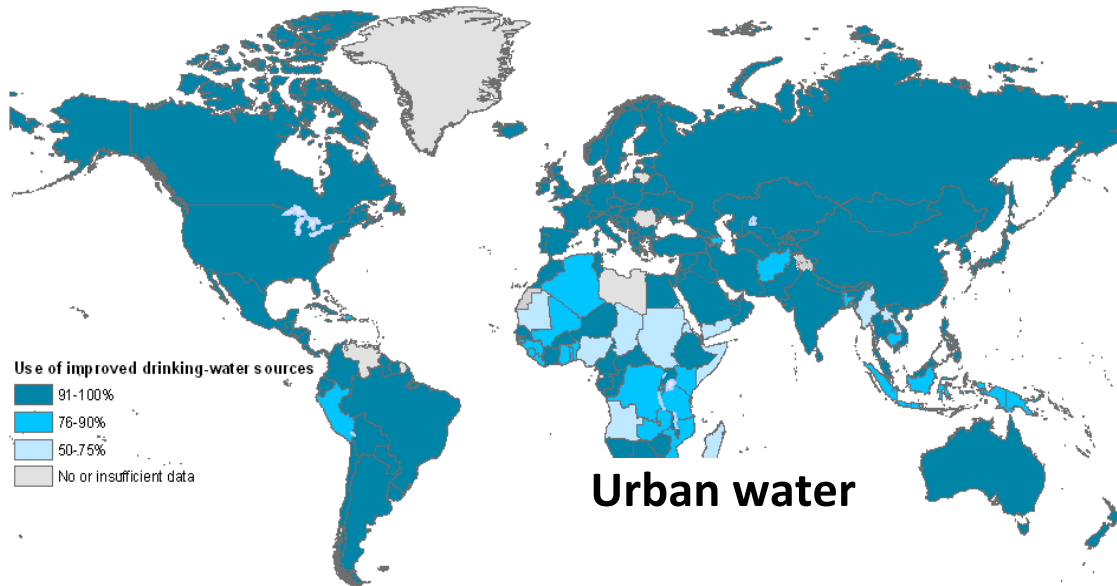 Use of improved drinking-water sources
91-100%
76-90%
50-75%
No or insufficient data
Urban water